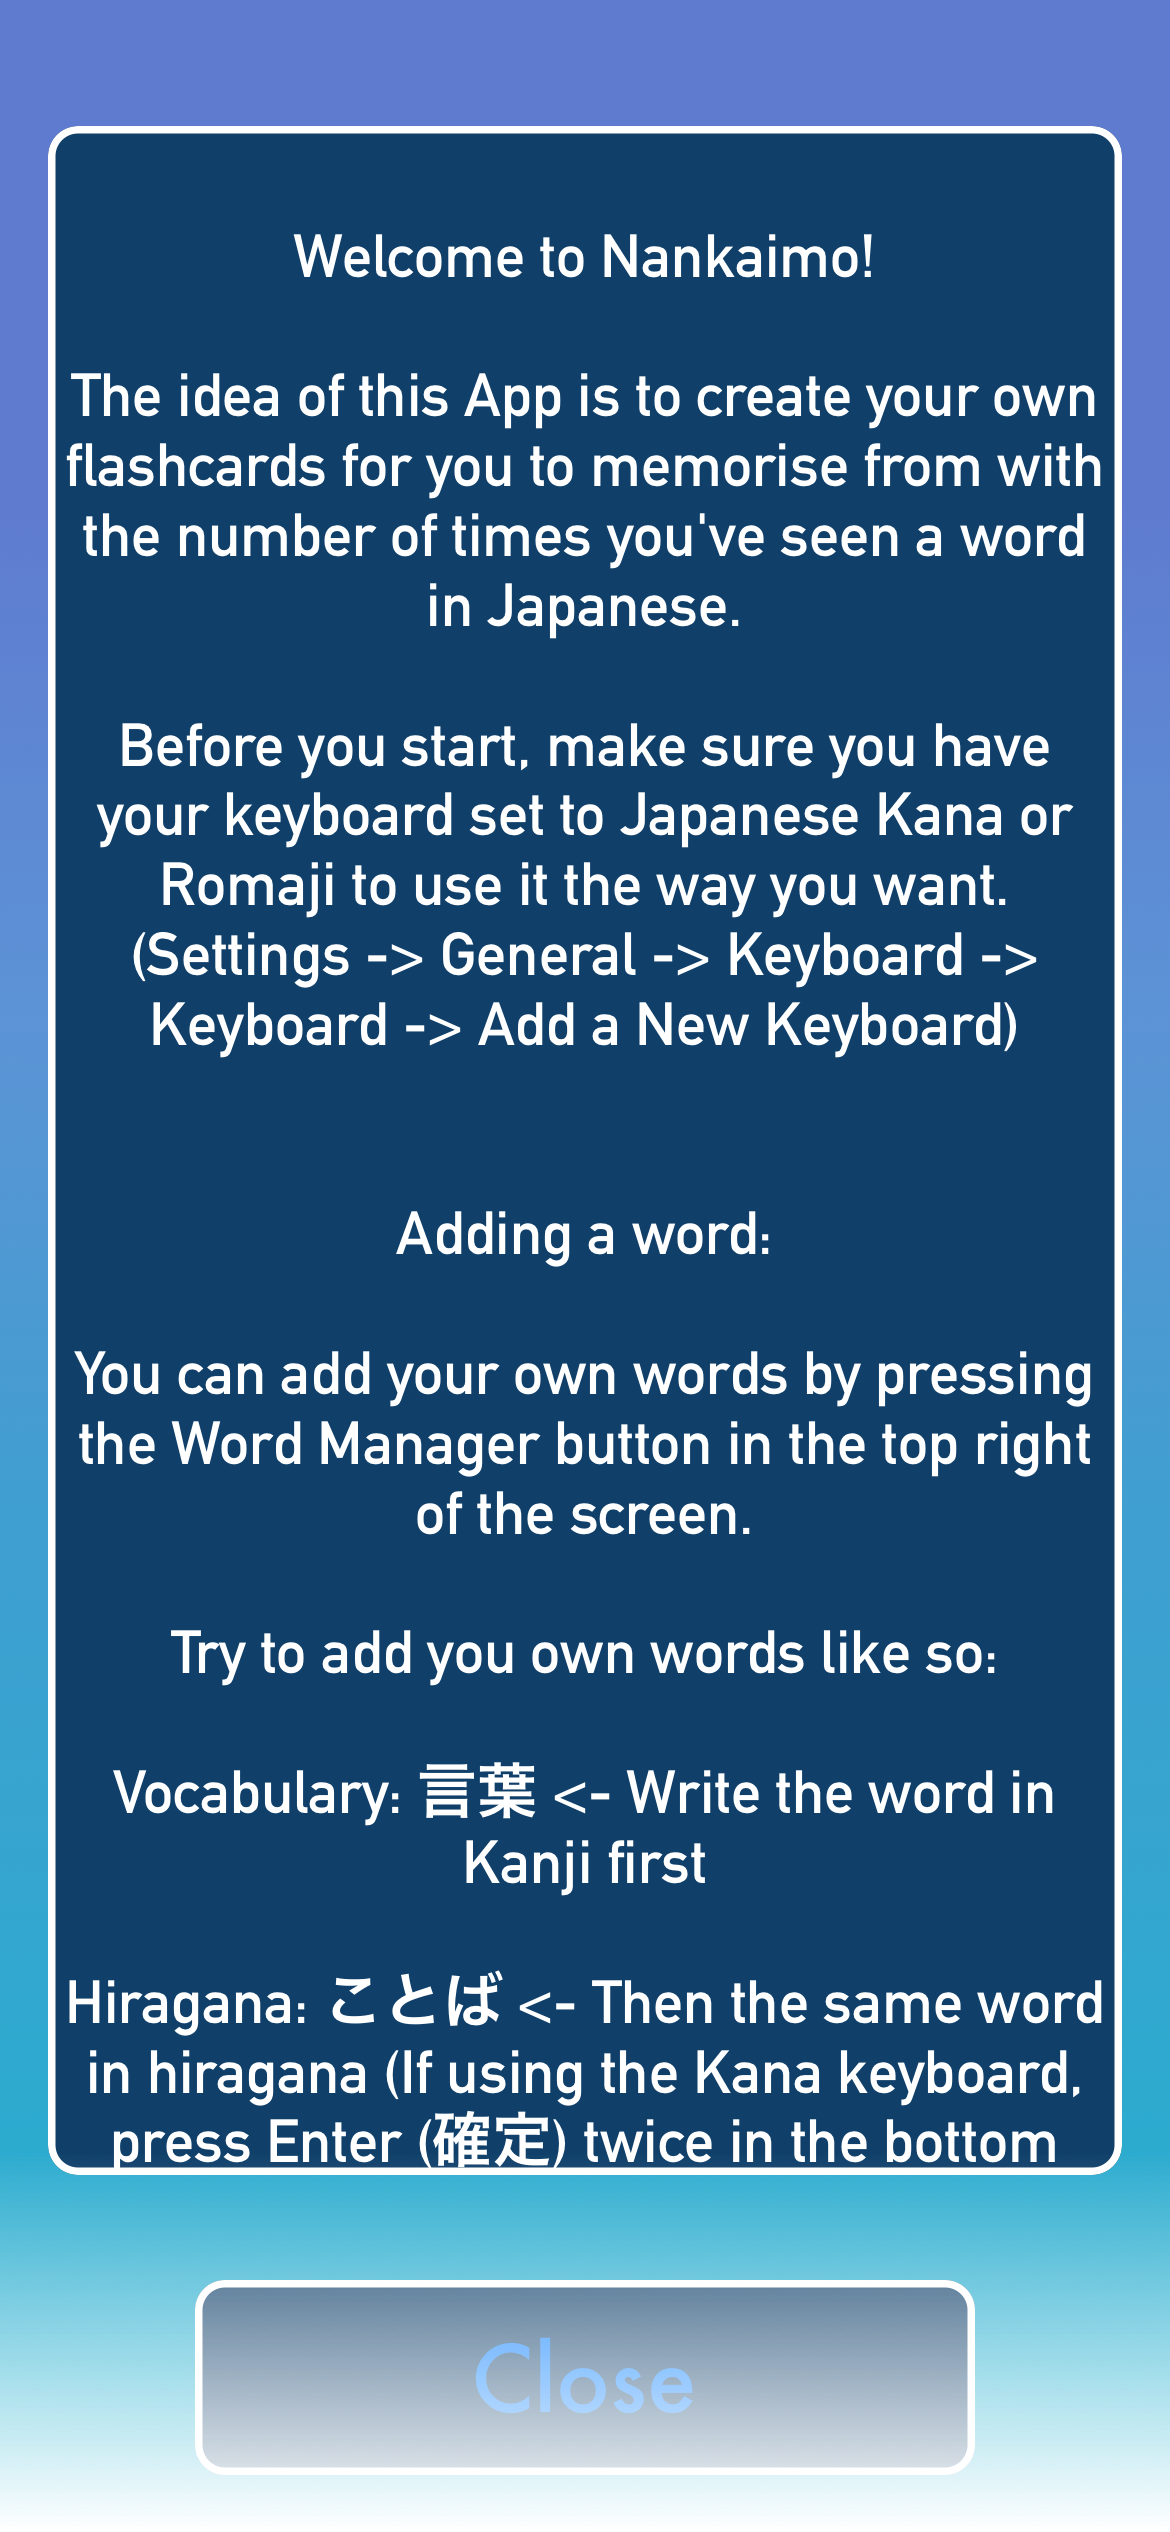 Welcome to Nankaimo!
The idea of this App is to create your own
flashcards for you to memorise from with
the number of times you've seen a word
in Japanese.
Before you start, make sure you have
your keyboard set to Japanese Kana or
Romaji to use it the way you want.
(Settings -> General -> Keyboard ->
Keyboard -> Add a New Keyboard)
Adding a word:
You can add your own words by pressing
the Word Manager button in the top right
of the screen.
Try to add you own words like so:
Vocabulary: 言葉 <- Write the word in
Kanji first
Hiragana: ことば <- Then the same word
in hiragana (If using the Kana keyboard,
press Enter (確定) twice in the bottom
Close